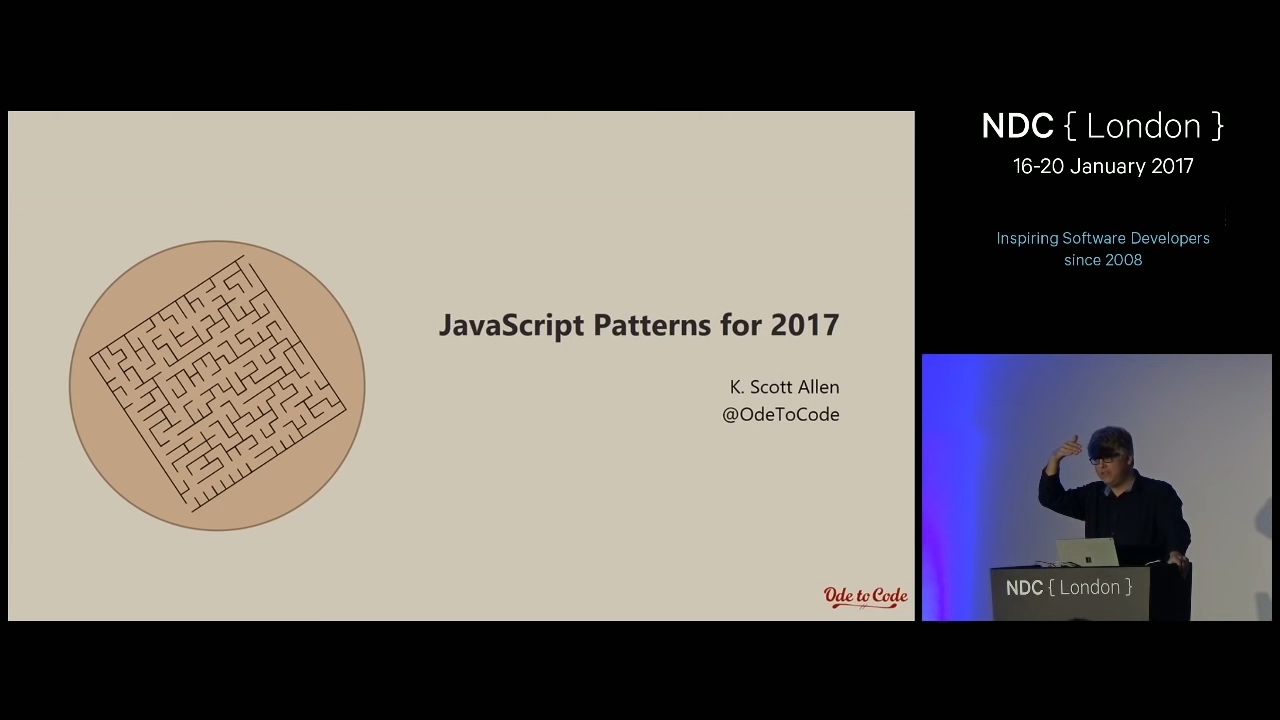 JavaScript Patterns for 2017
K. Scott Allen
@OdeToCode
Ode to Code
NDC { London }
16-20 January 2017
Inspiring Software Developers
since 2008
NDC { London }